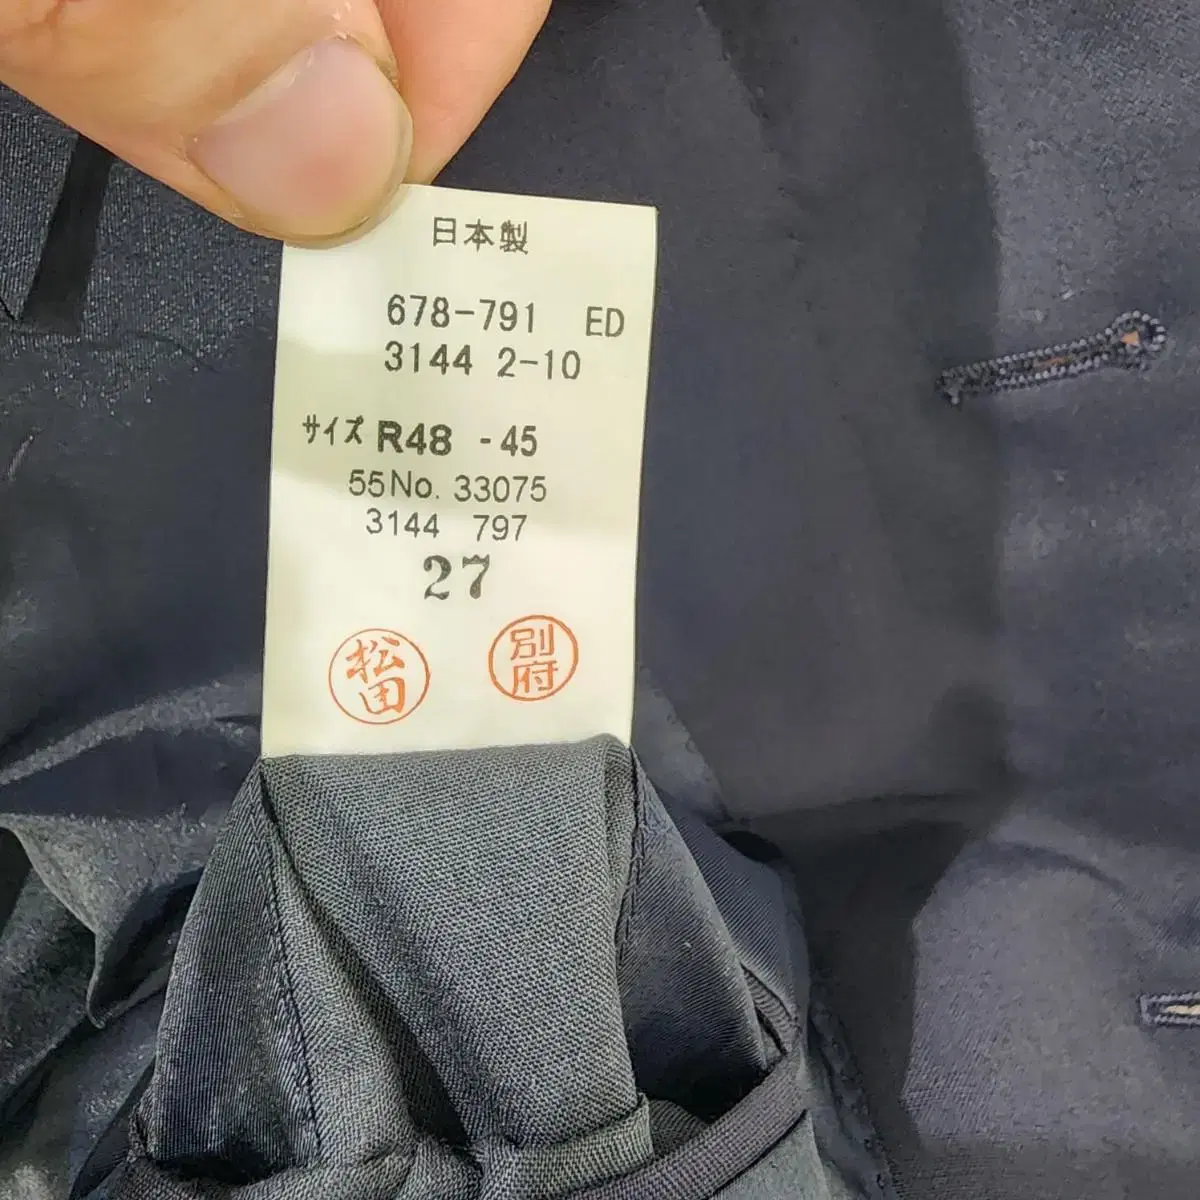 日本製
678-791 ED
3144 2-10
サイズ R48 -45
55No. 33075
3144 797
27
松田
別府